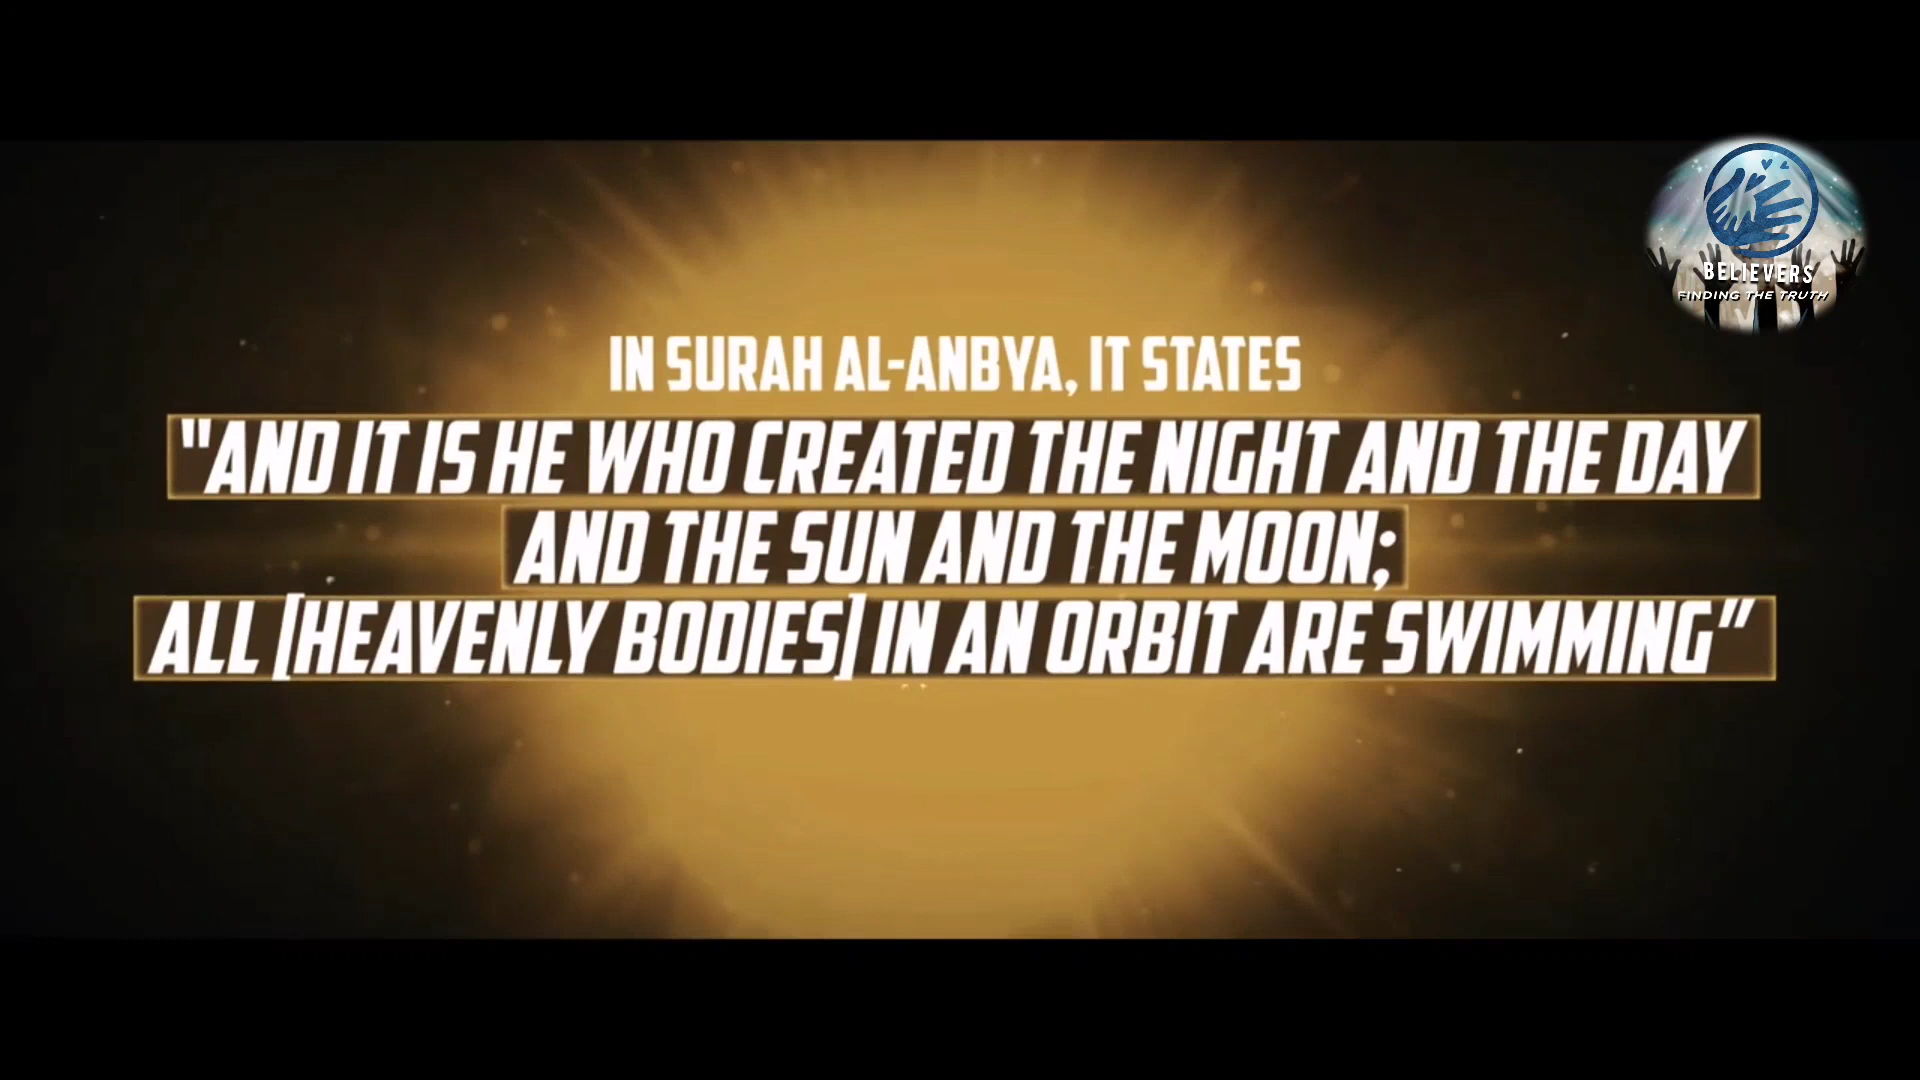 BELIEVERS
FINDING THE TRUTH
IN SURAH AL-ANBYA, IT STATES
"AND IT IS HE WHO CREATED THE NIGHT AND THE DAY
AND THE SUN AND THE MOON;
ALL [HEAVENLY BODIES] IN AN ORBIT ARE SWIMMING"